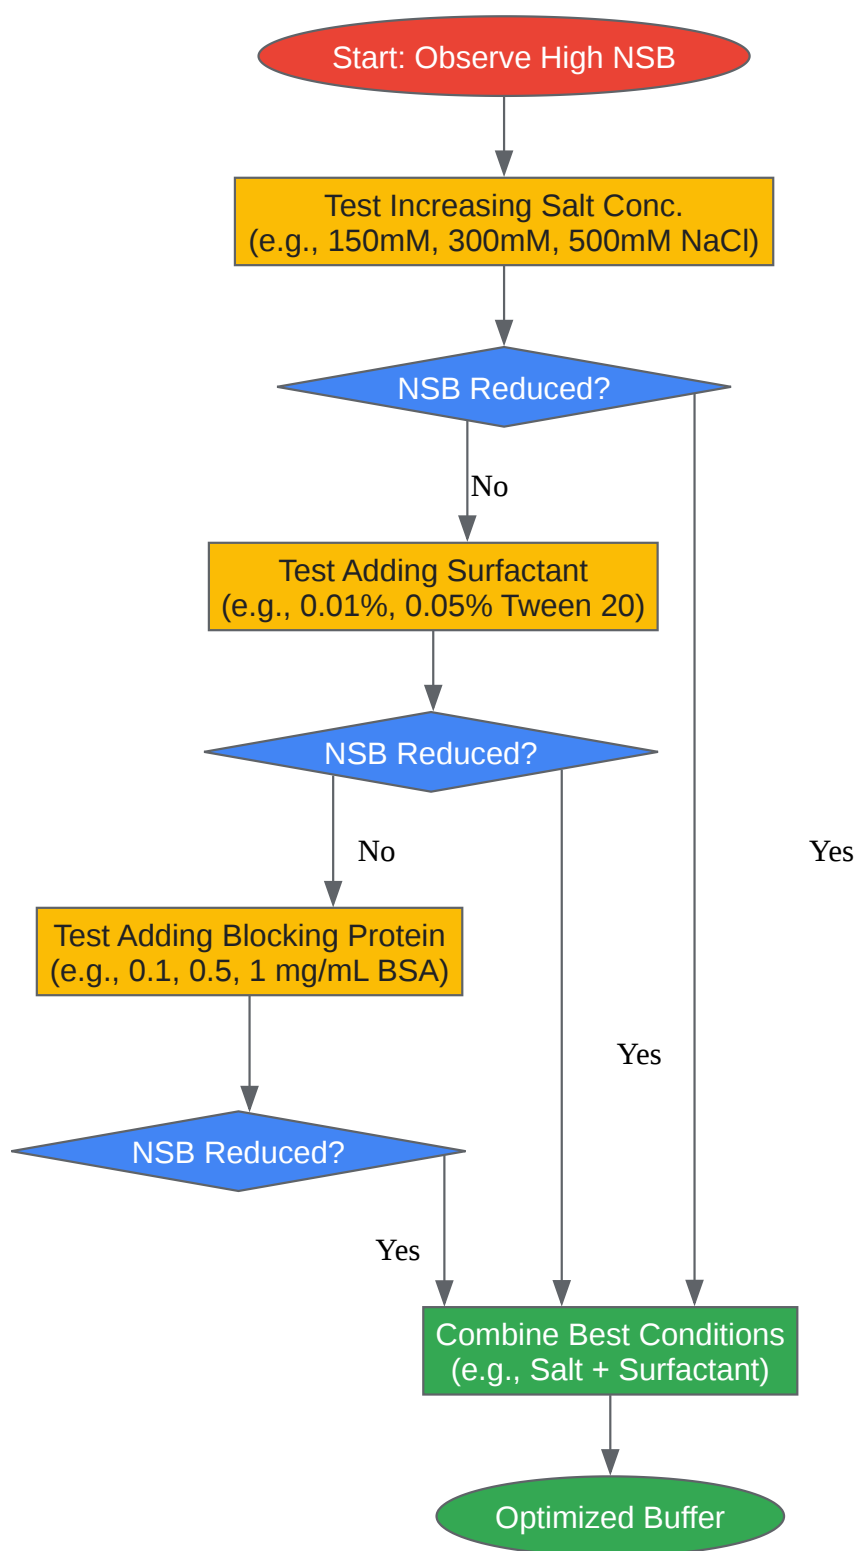 Start: Observe High NSB
Test Increasing Salt Conc.
(e.g., 150mM, 300mM, 500mM NaCl)
NSB Reduced?
No
Test Adding Surfactant
(e.g., 0.01%, 0.05% Tween 20)
NSB Reduced?
No
Yes
Test Adding Blocking Protein
(e.g., 0.1, 0.5, 1 mg/mL BSA)
Yes
NSB Reduced?
Yes
Combine Best Conditions
(e.g., Salt + Surfactant)
Optimized Buffer